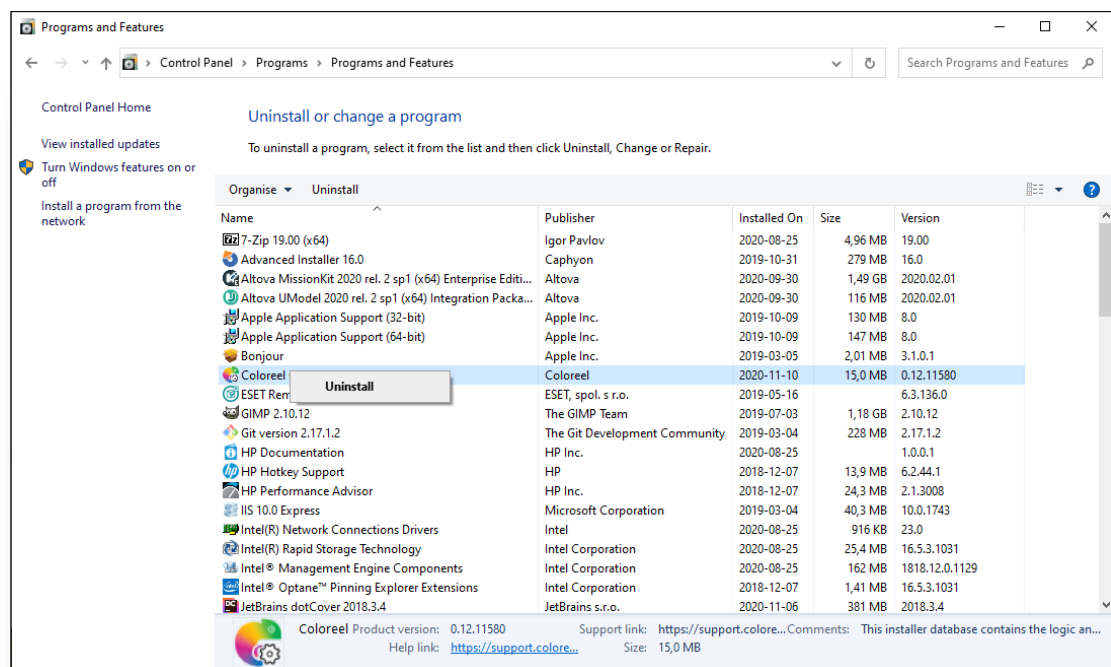 Programs and Features
Control Panel > Programs > Programs and Features
Search Programs and Features
Control Panel Home
View installed updates
Turn Windows features on or
off
Install a program from the
network
Uninstall or change a program
To uninstall a program, select it from the list and then click Uninstall, Change or Repair.
Organise Uninstall
Name Publisher Installed On Size Version
7-Zip 19.00 (x64) Igor Pavlov 2020-08-25 4,96 MB 19.00
Advanced Installer 16.0 Caphyon 2019-10-31 279 MB 16.0
Altova MissionKit 2020 rel. 2 sp1 (x64) Enterprise Editi... Altova 2020-09-30 1,49 GB 2020.02.01
Altova UModel 2020 rel. 2 sp1 (x64) Integration Packa... Altova 2020-09-30 116 MB 2020.02.01
Apple Application Support (32-bit) Apple Inc. 2019-10-09 130 MB 8.0
Apple Application Support (64-bit) Apple Inc. 2019-10-09 147 MB 8.0
Bonjour Apple Inc. 2019-03-05 2,01 MB 3.1.0.1
Coloreel Coloreel 2020-11-10 15,0 MB 0.12.11580
Uninstall
ESET Rem ESET, spol. s r.o. 2019-05-16 6.3.136.0
GIMP 2.10.12 The GIMP Team 2019-07-03 1,18 GB 2.10.12
Git version 2.17.1.2 The Git Development Community 2019-03-04 228 MB 2.17.1.2
HP Documentation HP Inc. 2020-08-25 1.0.0.1
HP Hotkey Support HP 2018-12-07 13,9 MB 6.2.44.1
HP Performance Advisor HP Inc. 2018-12-07 24,3 MB 2.1.3008
IIS 10.0 Express Microsoft Corporation 2019-03-04 40,3 MB 10.0.1743
Intel(R) Network Connections Drivers Intel 2020-08-25 916 KB 23.0
Intel(R) Rapid Storage Technology Intel Corporation 2020-08-25 25,4 MB 16.5.3.1031
Intel® Management Engine Components Intel Corporation 2020-08-25 162 MB 1818.12.0.1129
Intel® Optane™ Pinning Explorer Extensions Intel Corporation 2018-12-07 1,41 MB 16.5.3.1031
JetBrains dotCover 2018.3.4 JetBrains s.r.o. 2020-11-06 381 MB 2018.3.4
Coloreel Product version: 0.12.11580 Support link: https://support.colore... Comments: This installer database contains the logic an...
Help link: https://support.colore... Size: 15,0 MB